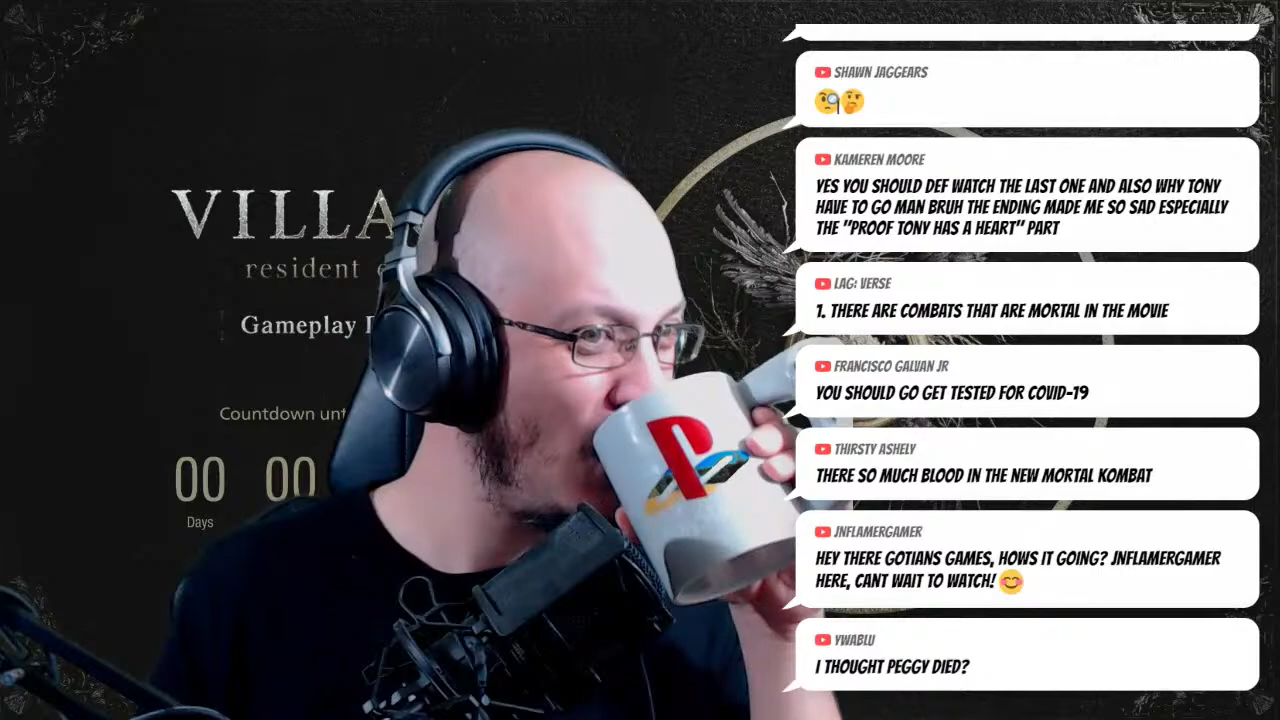 VILLA
resident e
Gameplay
Countdown unt
00 00
Days
SHAWN JAGGEARS
KAMEREN MOORE
YES YOU SHOULD DEF WATCH THE LAST ONE AND ALSO WHY TONY
HAVE TO GO MAN BRUH THE ENDING MADE ME SO SAD ESPECIALLY
THE "PROOF TONY HAS A HEART" PART
LAG: VERSE
1. THERE ARE COMBATS THAT ARE MORTAL IN THE MOVIE
FRANCISCO GALVAN JR
YOU SHOULD GO GET TESTED FOR COVID-19
THIRSTY ASHELY
THERE SO MUCH BLOOD IN THE NEW MORTAL KOMBAT
JNFLAMERGAMER
HEY THERE GOTIANS GAMES, HOWS IT GOING? JNFLAMERGAMER
HERE, CANT WAIT TO WATCH! 😊
YWABLU
I THOUGHT PEGGY DIED?